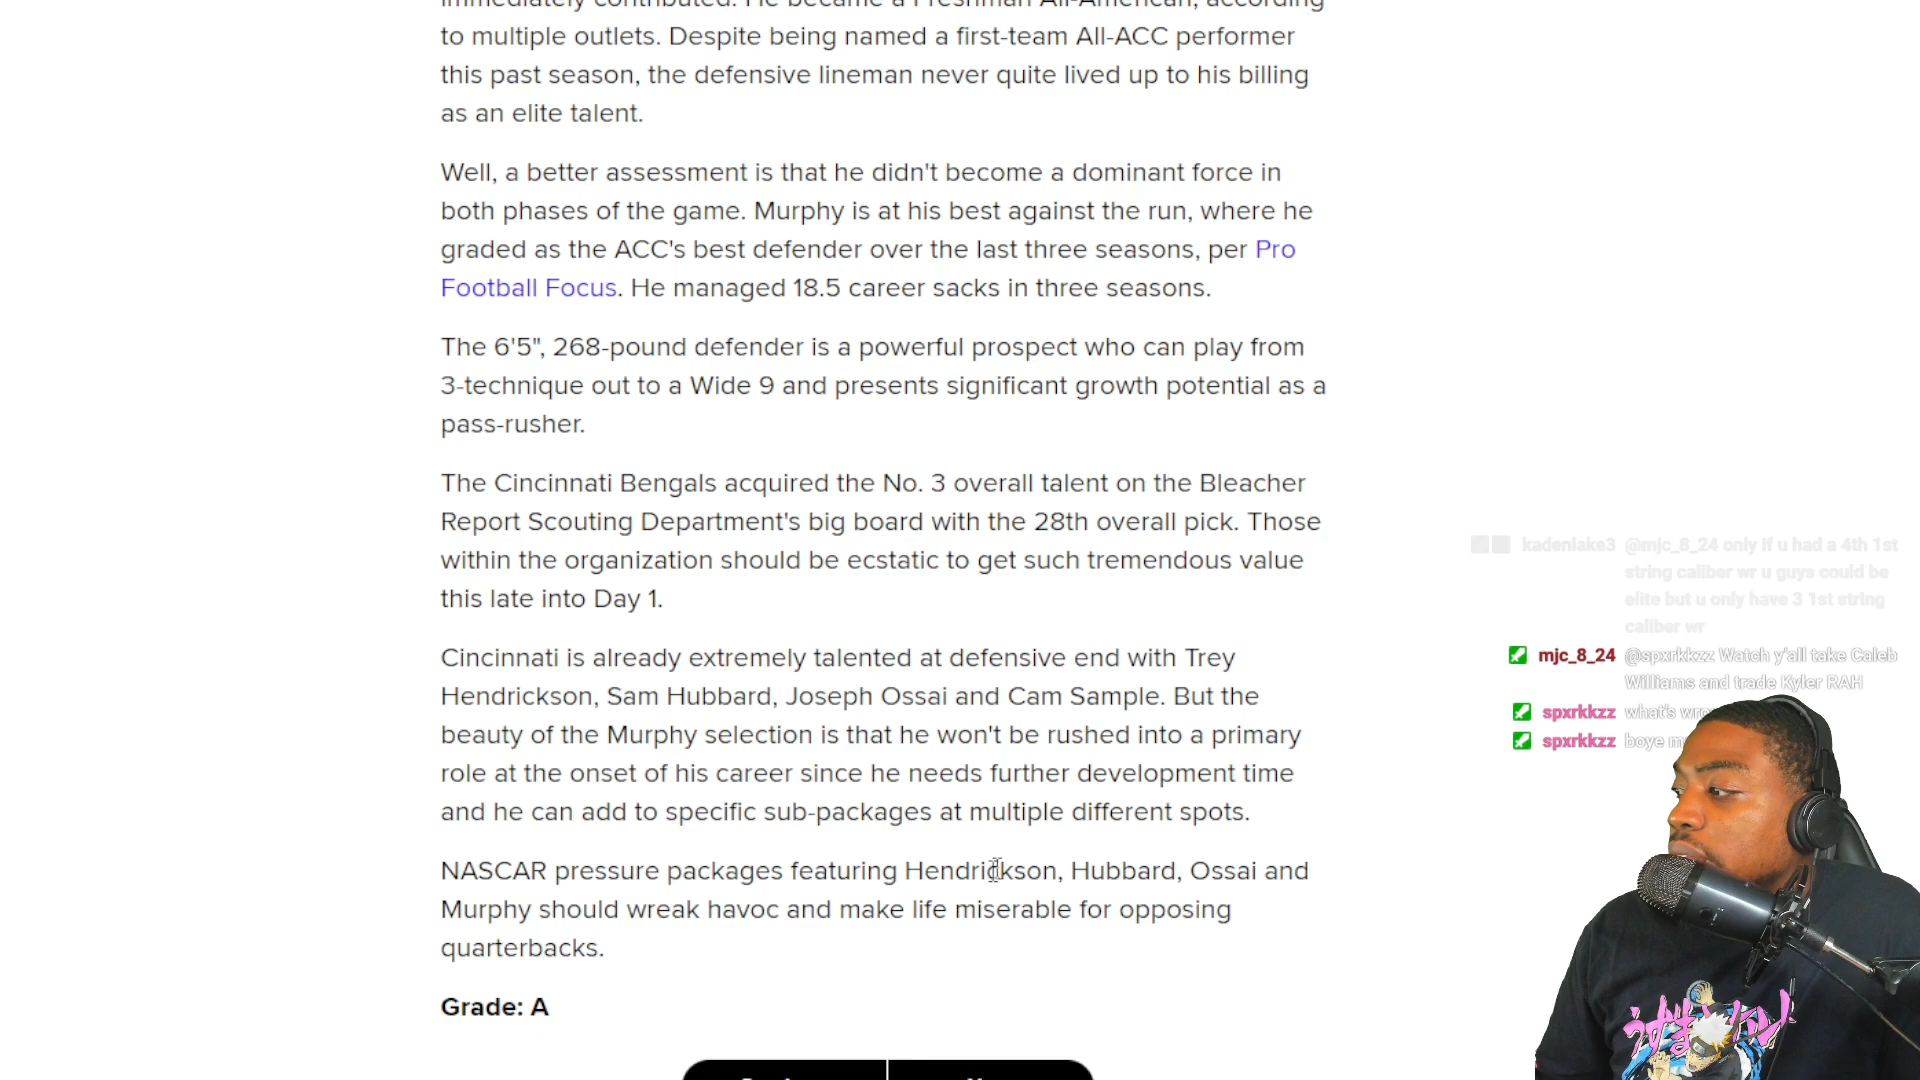 immediately contributed. He became a Freshman All-American, according
to multiple outlets. Despite being named a first-team All-ACC performer
this past season, the defensive lineman never quite lived up to his billing
as an elite talent.
Well, a better assessment is that he didn't become a dominant force in
both phases of the game. Murphy is at his best against the run, where he
graded as the ACC's best defender over the last three seasons, per Pro
Football Focus. He managed 18.5 career sacks in three seasons.
The 6'5", 268-pound defender is a powerful prospect who can play from
3-technique out to a Wide 9 and presents significant growth potential as a
pass-rusher.
The Cincinnati Bengals acquired the No. 3 overall talent on the Bleacher
Report Scouting Department's big board with the 28th overall pick. Those
within the organization should be ecstatic to get such tremendous value
this late into Day 1.
Cincinnati is already extremely talented at defensive end with Trey
Hendrickson, Sam Hubbard, Joseph Ossai and Cam Sample. But the
beauty of the Murphy selection is that he won't be rushed into a primary
role at the onset of his career since he needs further development time
and he can add to specific sub-packages at multiple different spots.
NASCAR pressure packages featuring Hendrickson, Hubbard, Ossai and
Murphy should wreak havoc and make life miserable for opposing
quarterbacks.
Grade: A
kadenlake3 @mjc_8_24 only if u had a 4th 1st
string caliber wr u guys could be
elite but u only have 3 1st string
caliber wr
mjc_8_24 @spxrkkzz Watch y'all take Caleb
Williams and trade Kyler RAH
spxrkkzz what's
spxrkkzz boye